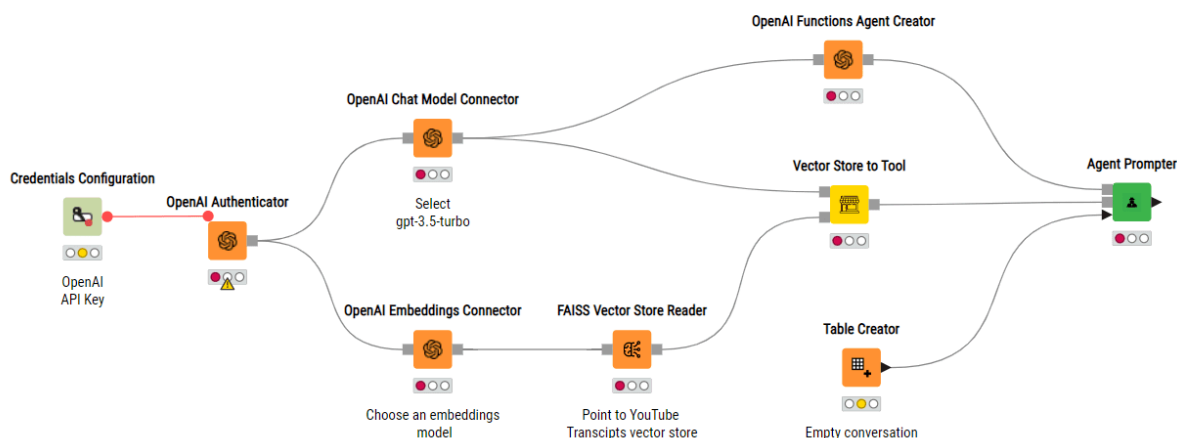 OpenAI Functions Agent Creator
OpenAI Chat Model Connector
Vector Store to Tool
Agent Prompter
Credentials Configuration
OpenAI Authenticator
Select
gpt-3.5-turbo
OpenAI
API Key
OpenAI Embeddings Connector
FAISS Vector Store Reader
Table Creator
Choose an embeddings
model
Point to YouTube
Transcipts vector store
Empty conversation